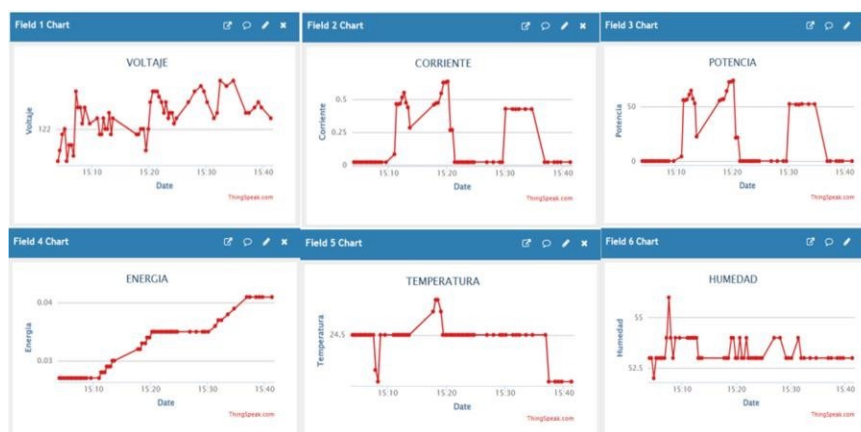 Field 1 Chart
VOLTAJE
Voltaje
122
15:10
15:20
15:30
15:40
Date
ThingSpeak.com
Field 2 Chart
CORRIENTE
Corriente
0.5
0.25
0
15:10
15:20
15:30
15:40
Date
ThingSpeak.com
Field 3 Chart
POTENCIA
Potencia
50
0
15:10
15:20
15:30
15:40
Date
ThingSpeak.com
Field 4 Chart
ENERGIA
Energia
0.04
0.03
15:10
15:20
15:30
15:40
Date
ThingSpeak.com
Field 5 Chart
TEMPERATURA
Temperatura
24.5
15:10
15:20
15:30
15:40
Date
ThingSpeak.com
Field 6 Chart
HUMEDAD
Humedad
55
52.5
15:10
15:20
15:30
15:40
Date
ThingSpeak.com